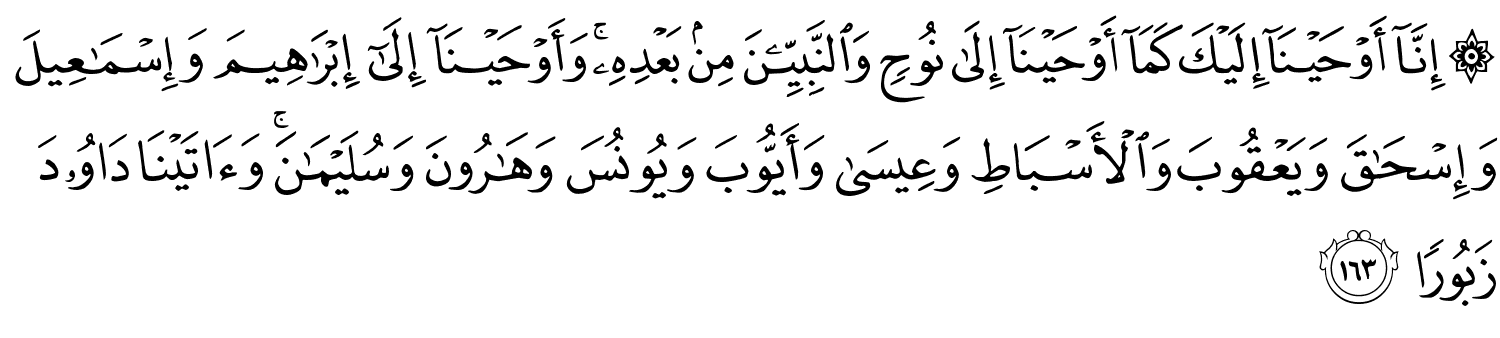 ۞ إِنَّآ أَوۡحَيۡنَآ إِلَيۡكَ كَمَآ أَوۡحَيۡنَآ إِلَىٰ نُوحٖ وَٱلنَّبِيِّـۧنَ مِنۢ بَعۡدِهِۦۚ وَأَوۡحَيۡنَآ إِلَىٰٓ إِبۡرَٰهِيمَ وَإِسۡمَٰعِيلَ
وَإِسۡحَٰقَ وَيَعۡقُوبَ وَٱلۡأَسۡبَاطِ وَعِيسَىٰ وَأَيُّوبَ وَيُونُسَ وَهَٰرُونَ وَسُلَيۡمَٰنَۚ وَءَاتَيۡنَا دَاوُۥدَ
زَبُورٗا ١٦٣